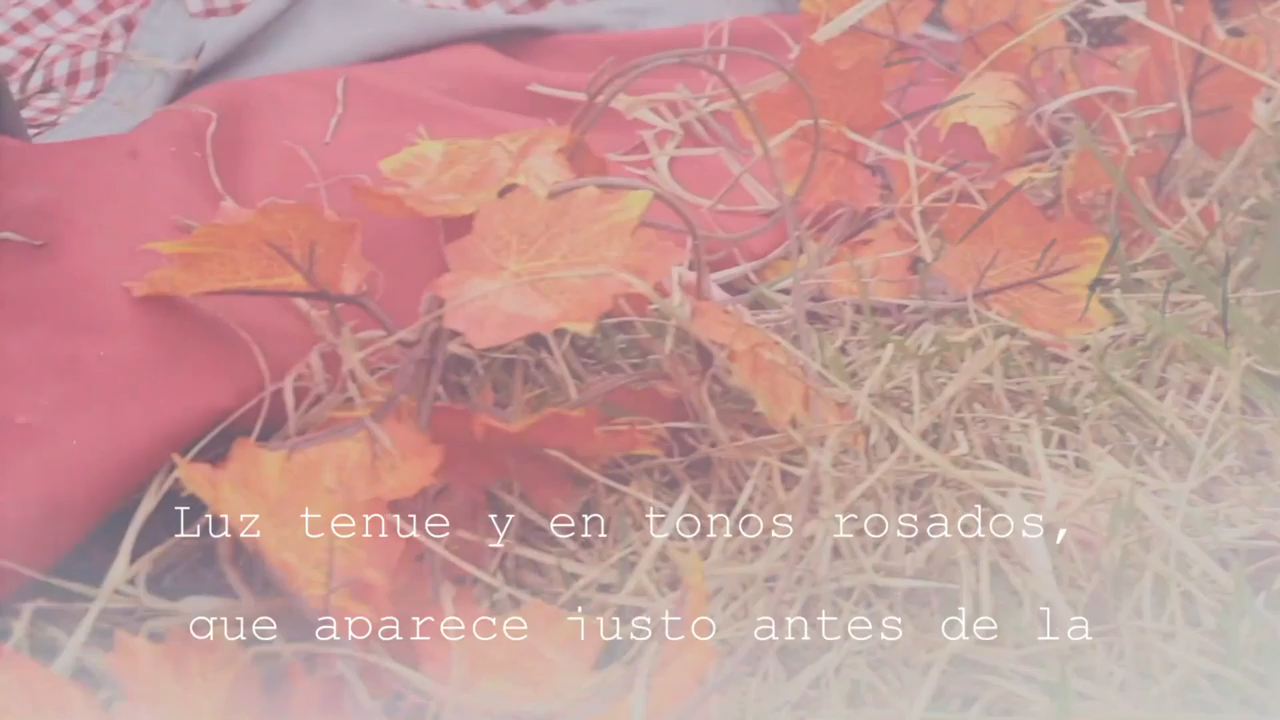 Luz tenue y en tonos rosados,
que aparece justo antes de la